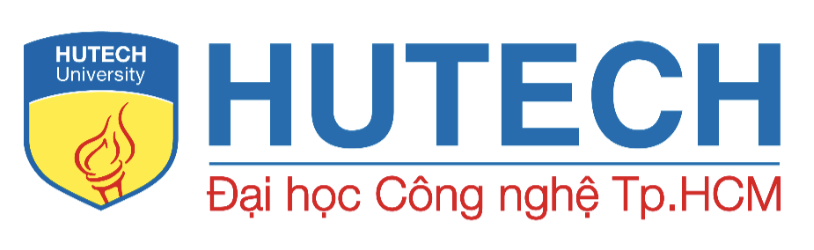 HUTECH
University
HUTECH
Đại học Công nghệ Tp.HCM